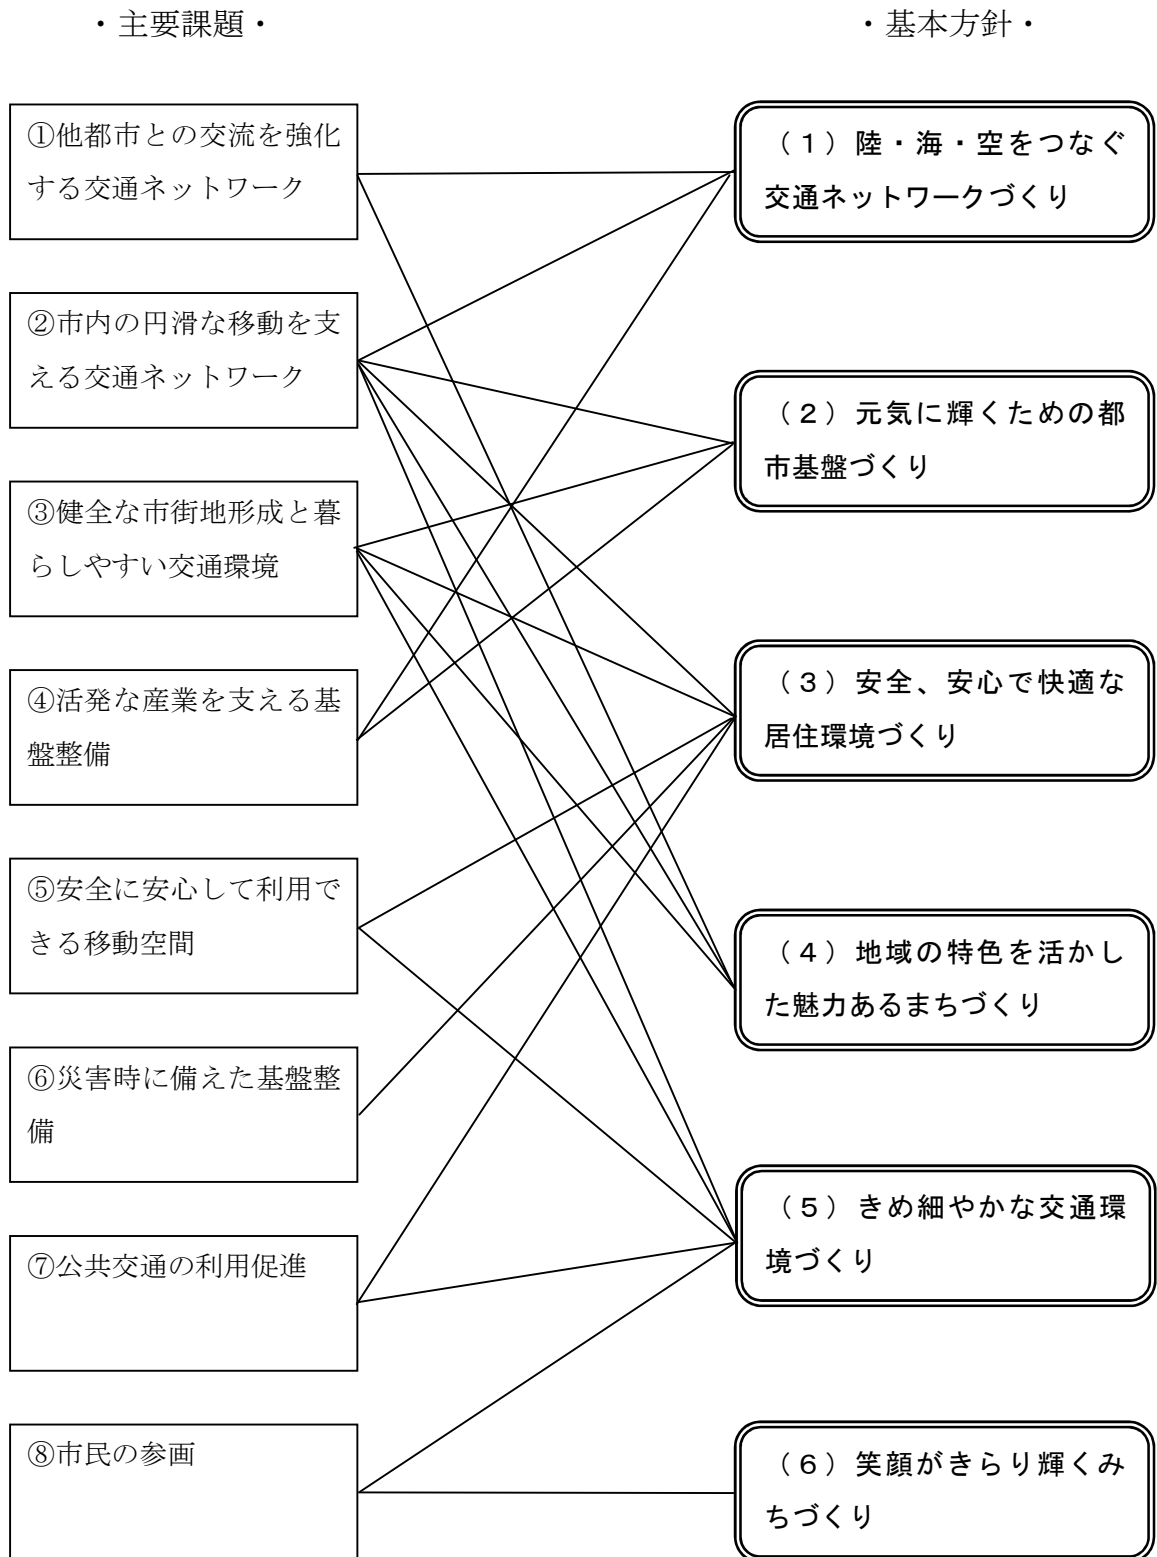 ・主要課題・
・基本方針・
①他都市との交流を強化
する交通ネットワーク
②市内の円滑な移動を支
える交通ネットワーク
③健全な市街地形成と暮
らしやすい交通環境
④活発な産業を支える基
盤整備
⑤安全に安心して利用で
きる移動空間
⑥災害時に備えた基盤整
備
⑦公共交通の利用促進
⑧市民の参画
（１）陸・海・空をつなぐ
交通ネットワークづくり
（２）元気に輝くための都
市基盤づくり
（３）安全、安心で快適な
居住環境づくり
（４）地域の特色を活かし
た魅力あるまちづくり
（５）きめ細やかな交通環
境づくり
（６）笑顔がきらり輝くみ
ちづくり